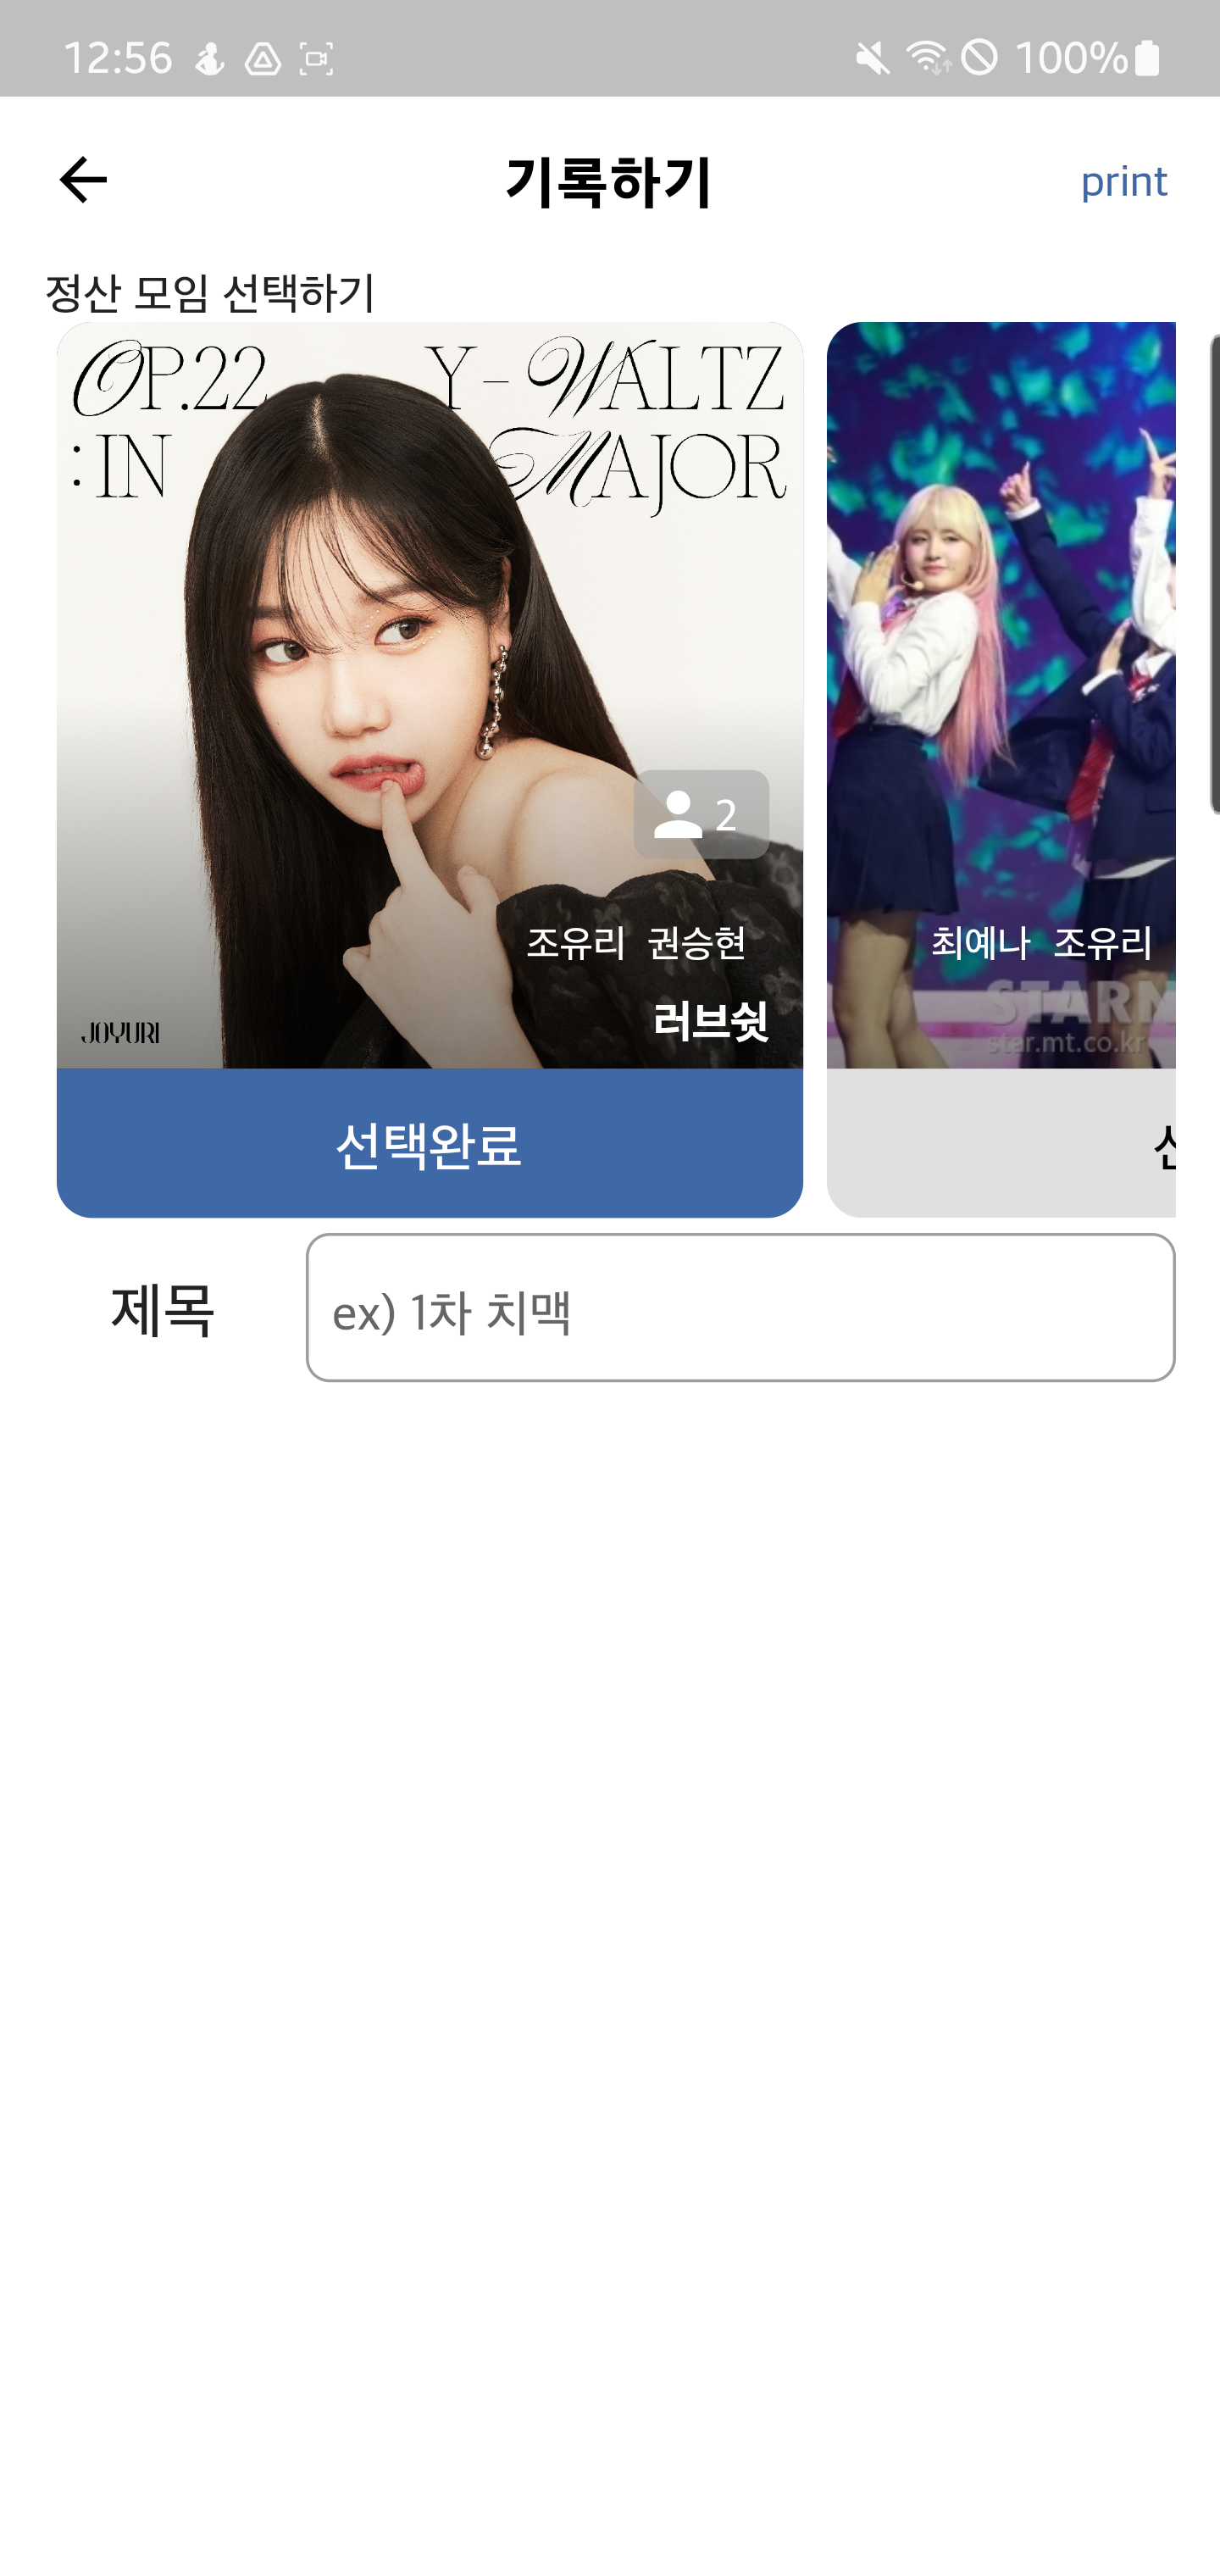 12:56
100%
기록하기
print
정산 모임 선택하기
OP.22 Y-WALTZ
: IN MAJOR
2
조유리 권승현
러브쉿
JOYURI
선택완료
최예나 조유리
STARN
star.mt.co.kr
제목
ex) 1차 치맥